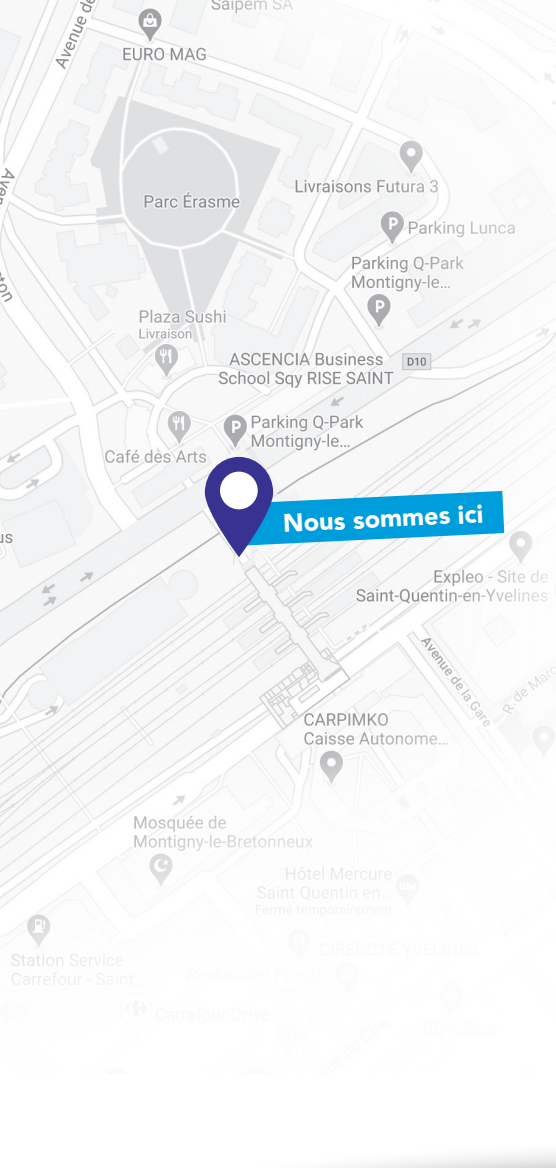 Saipem SA
Avenue de
EURO MAG
Livraisons Futura 3
Parc Érasme
Parking Lunca
Parking Q-Park
Montigny-le...
Plaza Sushi
Livraison
ASCENCIA Business
School Sqy RISE SAINT
D10
Parking Q-Park
Montigny-le...
Café des Arts
Nous sommes ici
Expleo - Site de
Saint-Quentin-en-Yvelines
Avenue de la Gare
R. de Marc
CARPIMKO
Caisse Autonome...
Mosquée de
Montigny-le-Bretonneux
Hôtel Mercure
Saint Quentin en...
Fermé temporairement
Station Service
Carrefour - Saint...
DIRECCTE YVELINES
Carrefour Drive